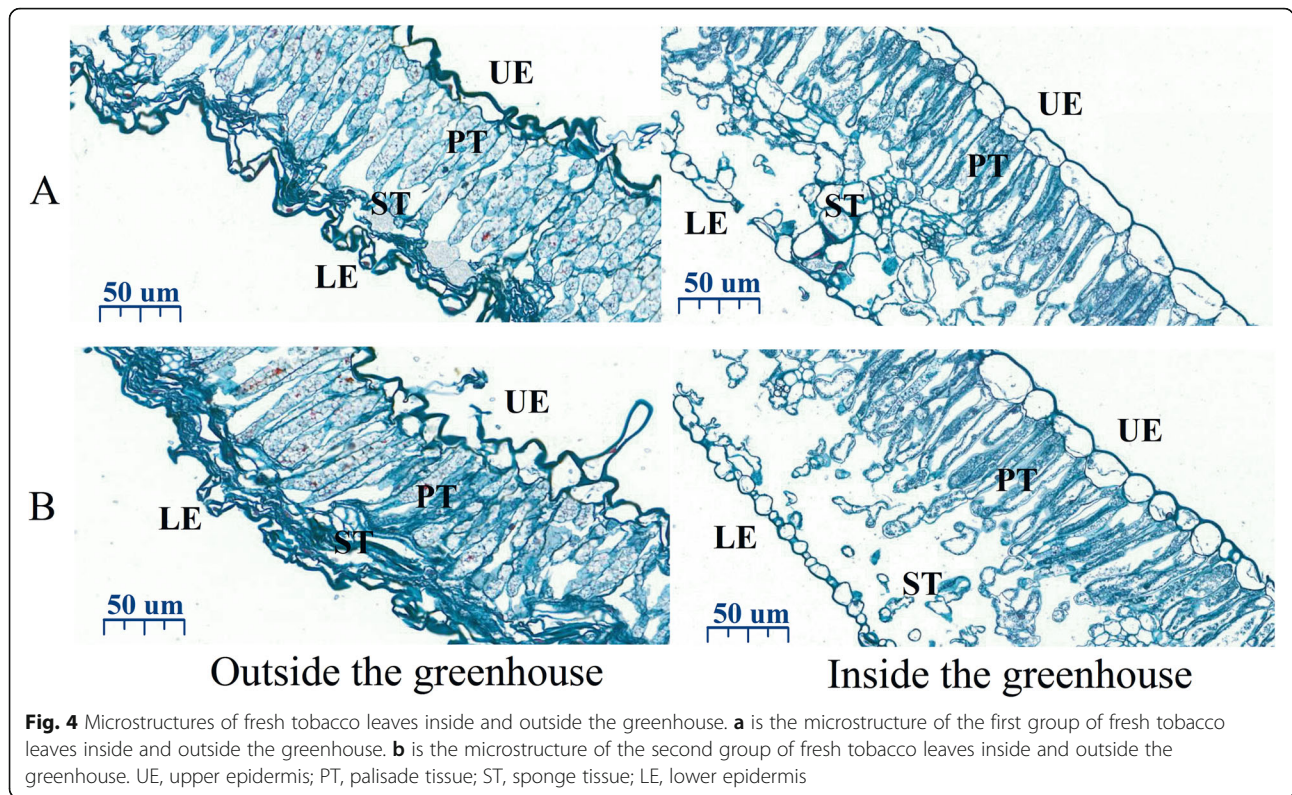 UE
UE
PT
PT
A
ST
ST
LE
LE
50 um
50 um
UE
UE
PT
PT
B
LE
LE
ST
ST
50 um
50 um
Outside the greenhouse
Inside the greenhouse
Fig. 4 Microstructures of fresh tobacco leaves inside and outside the greenhouse. a is the microstructure of the first group of fresh tobacco
leaves inside and outside the greenhouse. b is the microstructure of the second group of fresh tobacco leaves inside and outside the
greenhouse. UE, upper epidermis; PT, palisade tissue; ST, sponge tissue; LE, lower epidermis